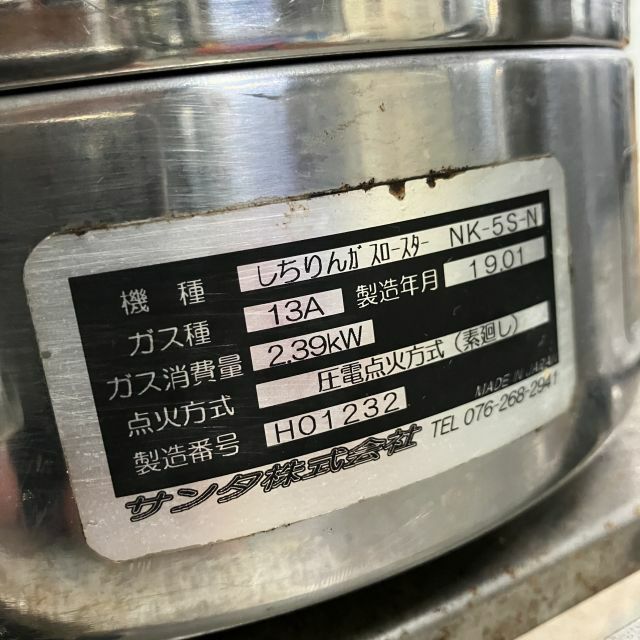 機種 しちりんガスロースター NK-5S-N
ガス種 13A 製造年月 19.01
ガス消費量 2.39kW
点火方式 圧電点火方式(素廻し)
製造番号 H01232
MADE IN JAPAN
サンタ株式会社 TEL 076-268-2941